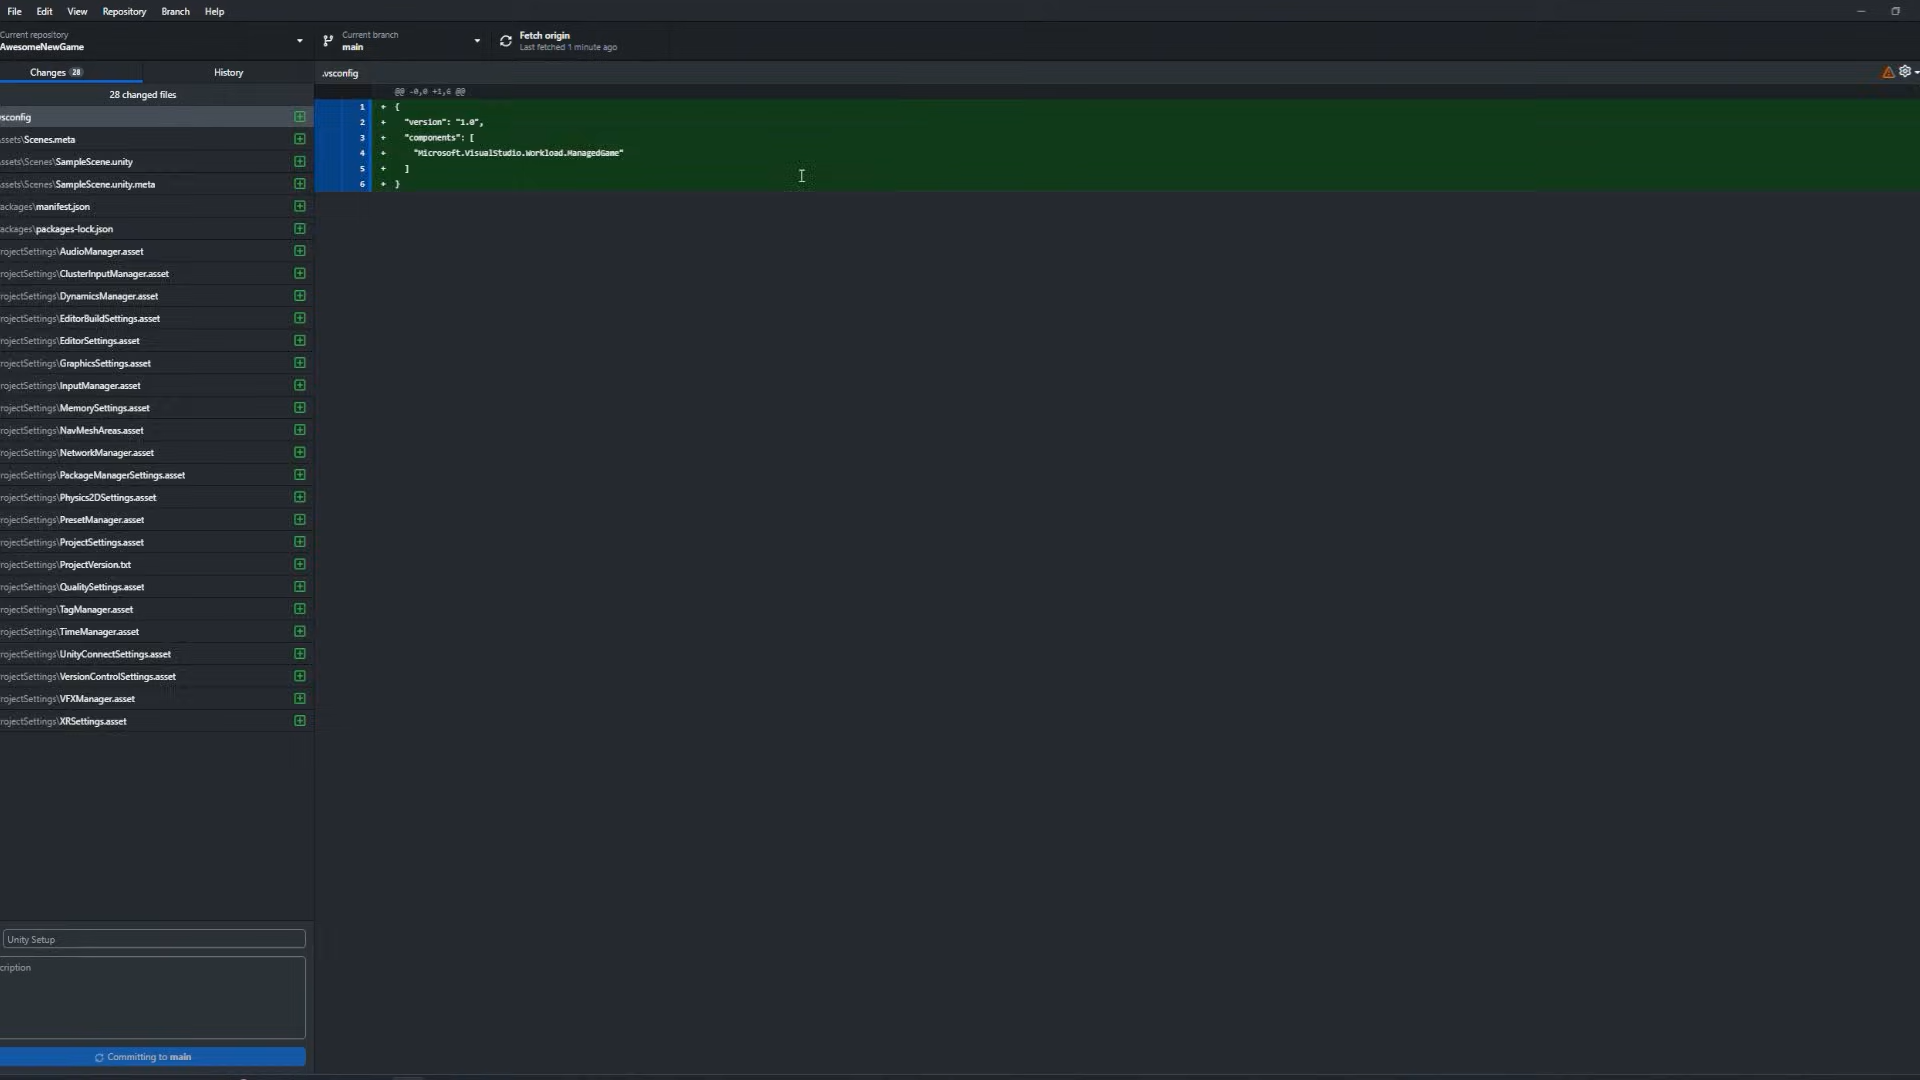 File Edit View Repository Branch Help
Current repository
AwesomeNewGame
Current branch
main
Fetch origin
Last fetched 1 minute ago
Changes 28 History
.vsconfig
28 changed files
sconfig
ssets\Scenes.meta
ssets\Scenes\SampleScene.unity
ssets\Scenes\SampleScene.unity.meta
ackages\manifest.json
ackages\packages-lock.json
rojectSettings\AudioManager.asset
rojectSettings\ClusterInputManager.asset
rojectSettings\DynamicsManager.asset
rojectSettings\EditorBuildSettings.asset
rojectSettings\EditorSettings.asset
rojectSettings\GraphicsSettings.asset
rojectSettings\InputManager.asset
rojectSettings\MemorySettings.asset
rojectSettings\NavMeshAreas.asset
rojectSettings\NetworkManager.asset
rojectSettings\PackageManagerSettings.asset
rojectSettings\Physics2DSettings.asset
rojectSettings\PresetManager.asset
rojectSettings\ProjectSettings.asset
rojectSettings\ProjectVersion.txt
rojectSettings\QualitySettings.asset
rojectSettings\TagManager.asset
rojectSettings\TimeManager.asset
rojectSettings\UnityConnectSettings.asset
rojectSettings\VersionControlSettings.asset
rojectSettings\VFXManager.asset
rojectSettings\XRSettings.asset
Unity Setup
cription
Committing to main
@@ -0,0 +1,6 @@
1 + {
2 + "version": "1.0",
3 + "components": [
4 + "Microsoft.VisualStudio.Workload.ManagedGame"
5 + ]
6 + }